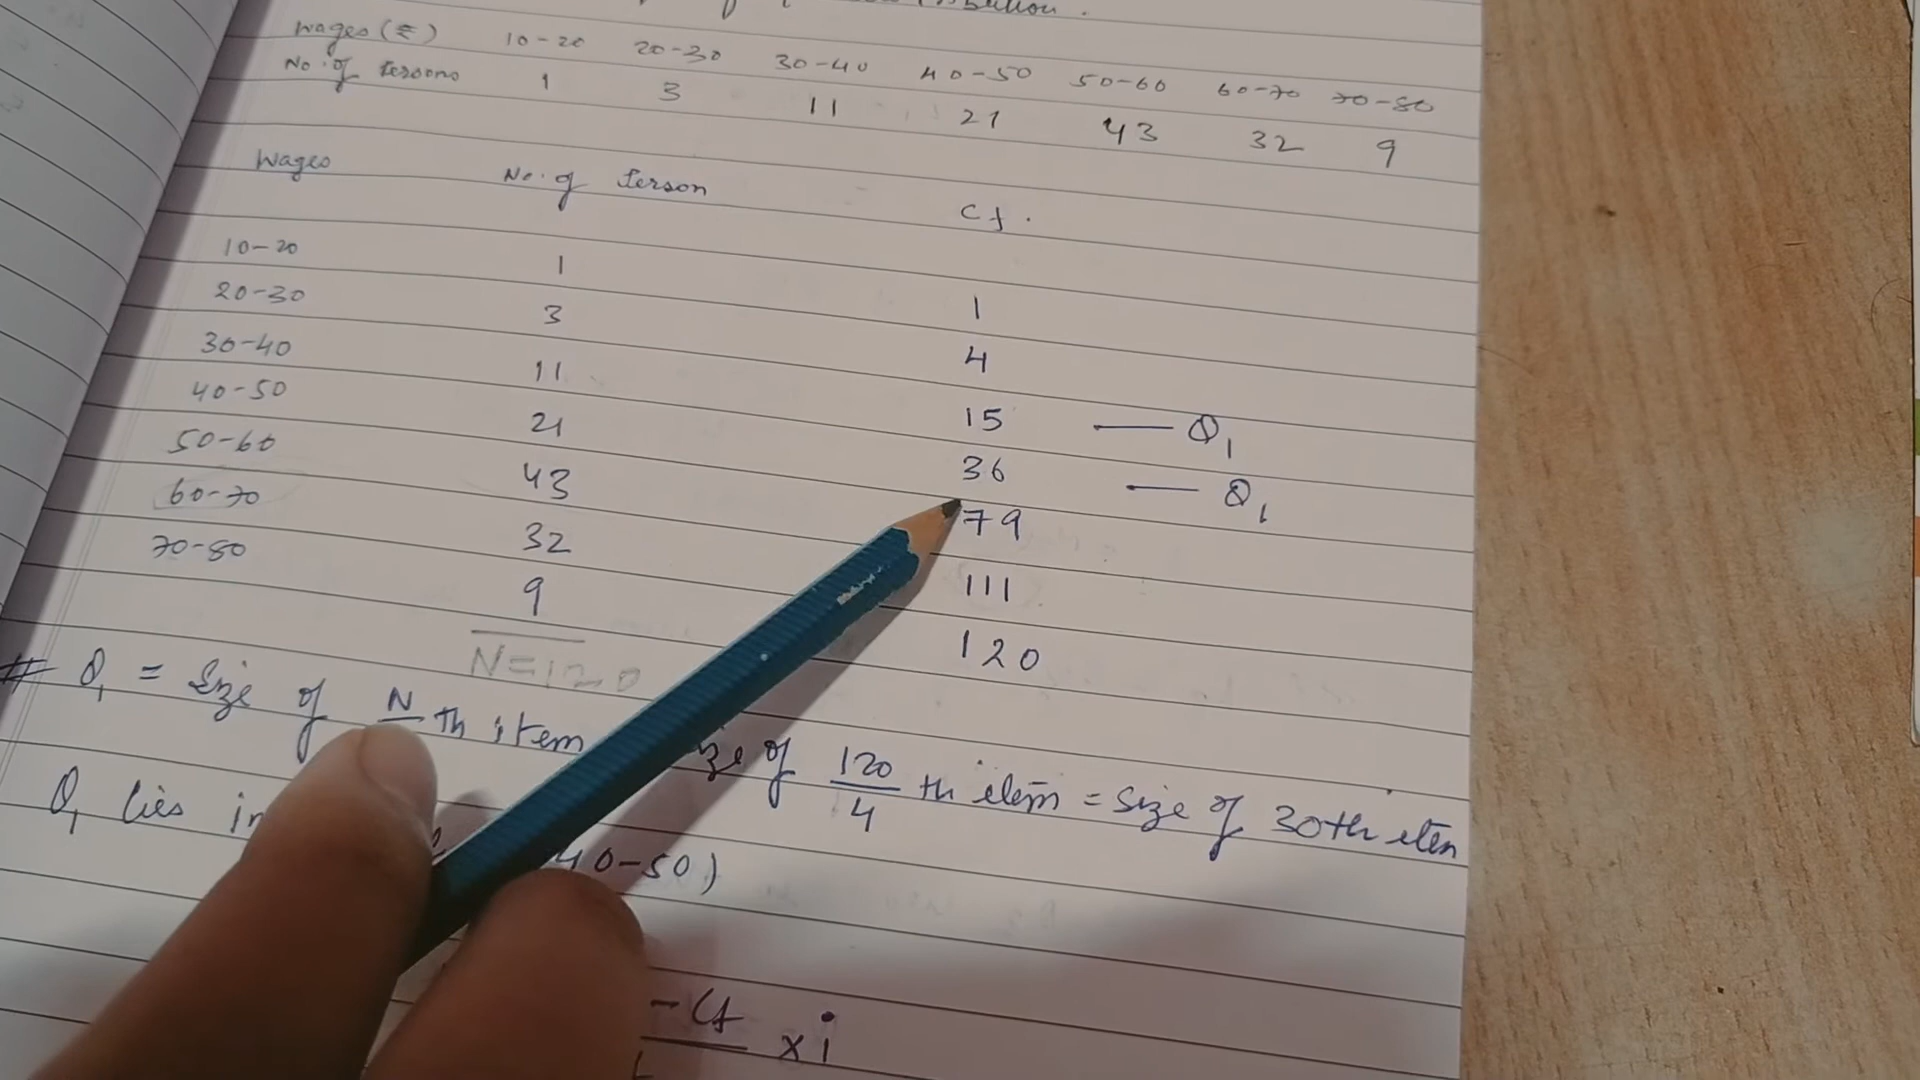 Wages (₹) 10-20 20-30 30-40 40-50 50-60 60-70 70-80
No. of Persons 1 3 11 21 43 32 9
Wages No. of Person Cf.
10-20 1 1
20-30 3 4
30-40 11 15 — Q1
40-50 21 36 — Q1
50-60 43 79
60-70 32 111
70-80 9 120
N=120
# Q1 = Size of N th item of 120/4 th item = Size of 30th item
Q1 lies in 40-50)
- Cf × i